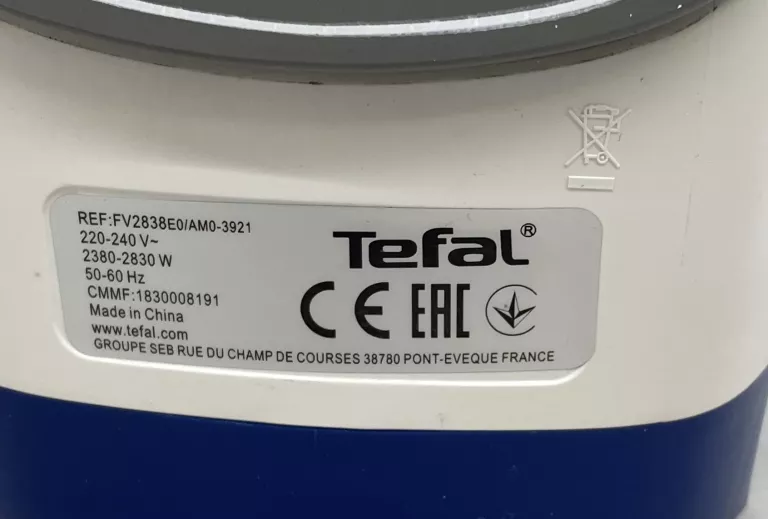 REF:FV2838E0/AM0-3921
220-240 V~
2380-2830 W
50-60 Hz
CMMF:1830008191
Made in China
www.tefal.com
GROUPE SEB RUE DU CHAMP DE COURSES 38780 PONT-EVEQUE FRANCE
Tefal®
CE EAC